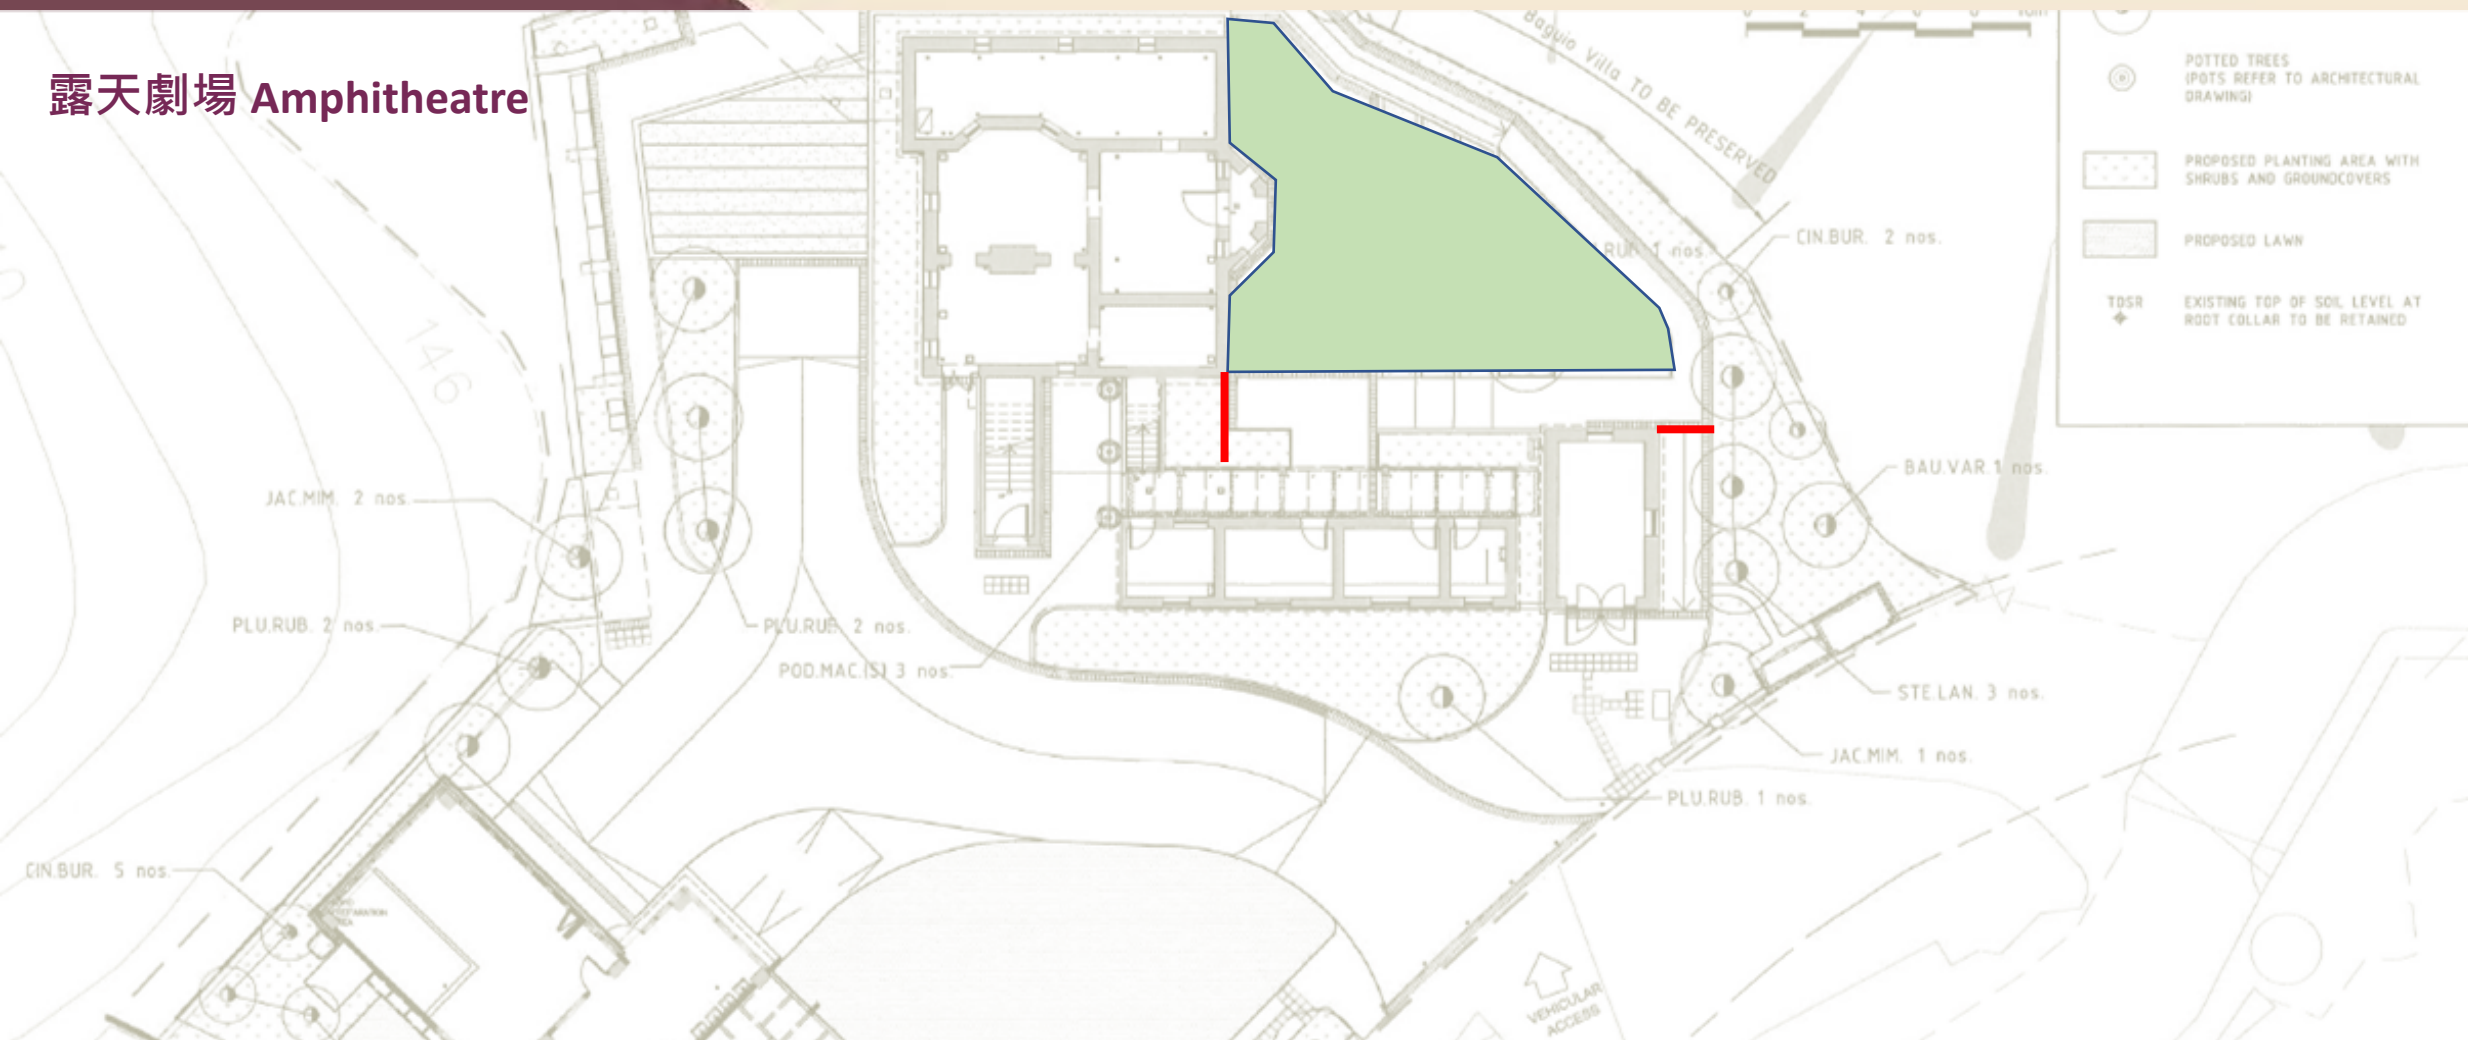 露天劇場 Amphitheatre
Baguio Villa TO BE PRESERVED
POTTED TREES
(POTS REFER TO ARCHITECTURAL
DRAWING)
PROPOSED PLANTING AREA WITH
SHRUBS AND GROUNDCOVERS
PROPOSED LAWN
TOSR
EXISTING TOP OF SOIL LEVEL AT
ROOT COLLAR TO BE RETAINED
CIN.BUR. 2 nos.
RUB. 1 nos
146
BAU.VAR.1 nos.
JAC.MIM. 2 nos.
PLU.RUB. 2 nos.
PLU.RUB. 2 nos.
POD.MAC.(S) 3 nos.
STE.LAN. 3 nos.
JAC.MIM. 1 nos.
PLU.RUB. 1 nos.
CIN.BUR. 5 nos.
VEHICULAR
ACCESS